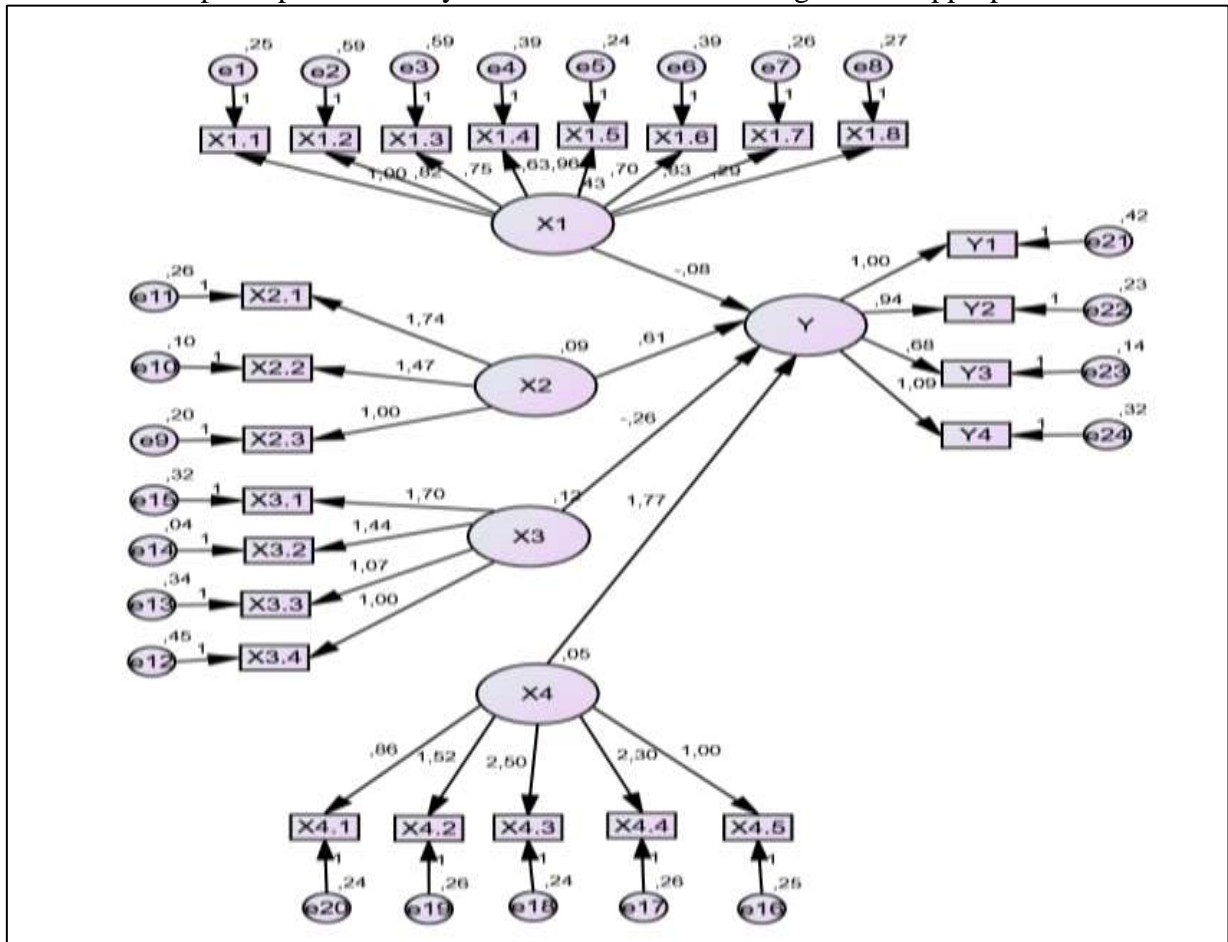 ,25 ,59 ,59 ,39 ,24 ,39 ,26 ,27
e1 e2 e3 e4 e5 e6 e7 e8
1 1 1 1 1 1 1 1
X1.1 X1.2 X1.3 X1.4 X1.5 X1.6 X1.7 X1.8
1,00 ,82 ,75 ,63 ,96 ,43 ,70 ,83 ,29
X1
-,08
,42
Y1 1 e21
1,00
,26
e11 1 X2.1
1,74
,23
,94 Y2 1 e22
Y
,10
e10 1 X2.2
1,47
,09 ,61
X2
,14
,68 Y3 1 e23
1,09
,20
e9 1 X2.3
1,00
-,26
,32
Y4 1 e24
,32
e15 1 X3.1
1,70
1,77
X3
,04
e14 1 X3.2
1,44
,34
e13 1 X3.3
1,07
,45
e12 1 X3.4
1,00
,05
X4
,86 1,52 2,50 2,30 1,00
X4.1 X4.2 X4.3 X4.4 X4.5
1 1 1 1 1
,24 ,26 ,24 ,26 ,25
e20 e19 e18 e17 e16